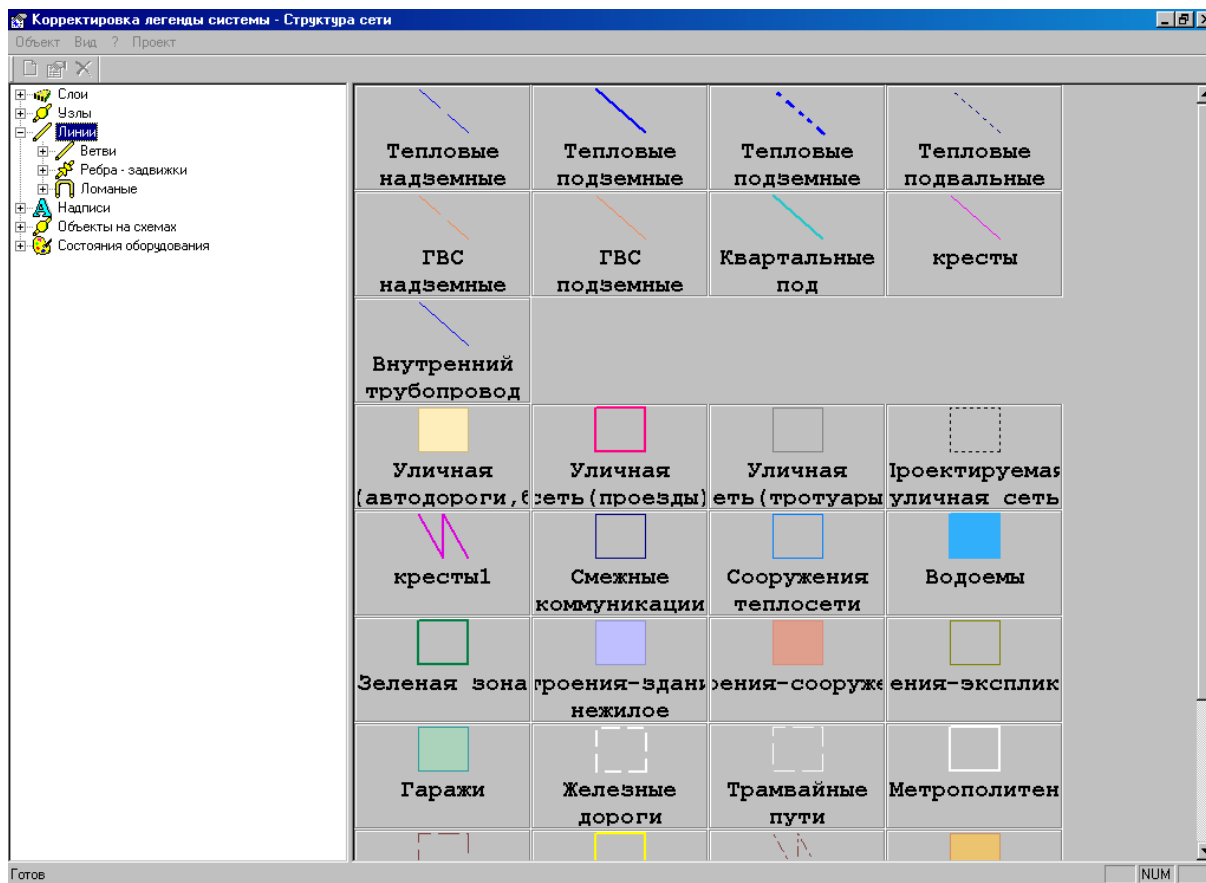 Корректировка легенды системы - Структура сети
Объект Вид ? Проект
Слои
Узлы
Линии
Ветви
Ребра - задвижки
Ломаные
Надписи
Объекты на схемах
Состояния оборудования
Тепловые
надземные
Тепловые
подземные
Тепловые
подземные
Тепловые
подвальные
ГВС
надземные
ГВС
подземные
Квартальные
под
кресты
Внутренний
трубопровод
Уличная
(автодороги,б
Уличная
сеть(проезды)
Уличная
еть(тротуары
Проектируемая
уличная сеть
кресты1
Смежные
коммуникации
Сооружения
теплосети
Водоемы
Зеленая зона
троения-здани
нежилое
оения-сооруже
ения-эксплик
Гаражи
Железные
дороги
Трамвайные
пути
Метрополитен
Готов
NUM